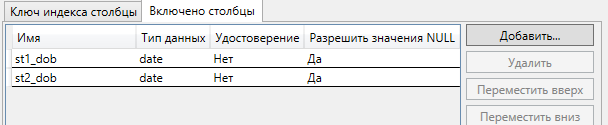 Ключ индекса столбцы Включено столбцы
Имя Тип данных Удостоверение Разрешить значения NULL Добавить...
st1_dob date Нет Да Удалить
st2_dob date Нет Да Переместить вверх
Переместить вниз